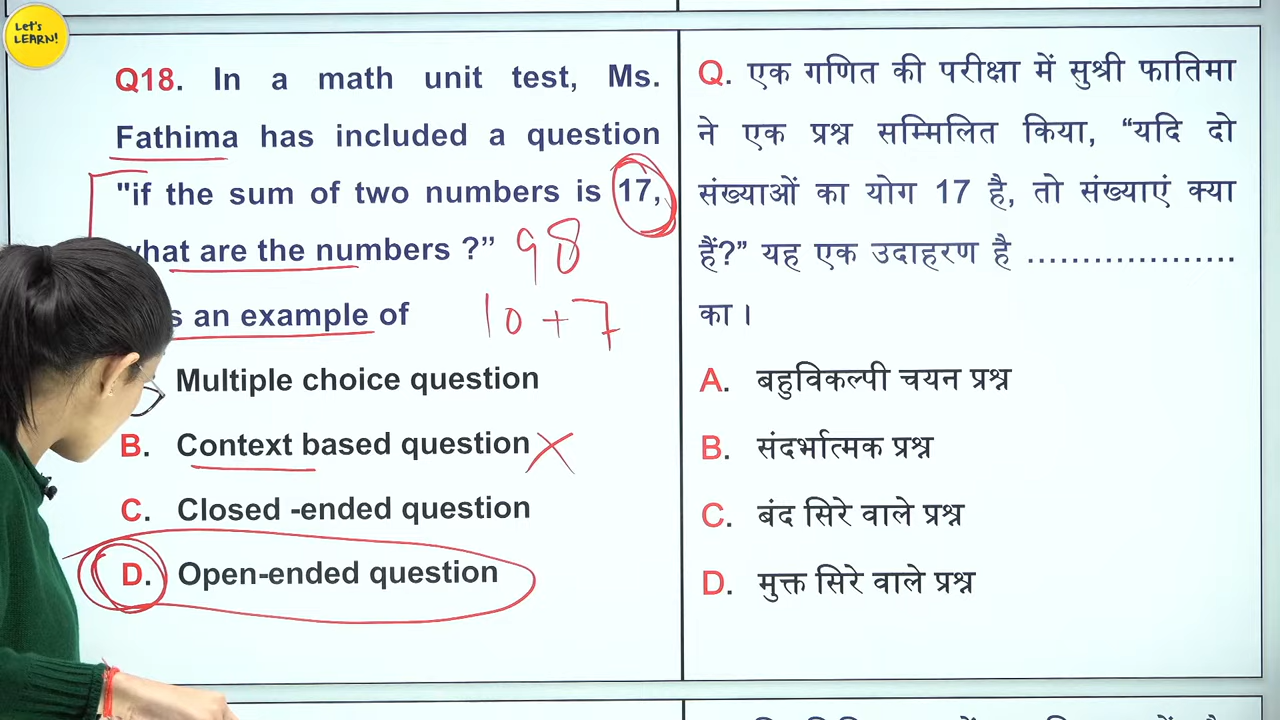 Let's
LEARN!
Q18. In a math unit test, Ms.
Fathima has included a question
"if the sum of two numbers is 17,
what are the numbers ?”
98
s an example of
10 + 7
Multiple choice question
B. Context based question
C. Closed -ended question
D. Open-ended question
Q. एक गणित की परीक्षा में सुश्री फातिमा
ने एक प्रश्न सम्मिलित किया, “यदि दो
संख्याओं का योग 17 है, तो संख्याएं क्या
हैं?” यह एक उदाहरण है ...................
का।
A. बहुविकल्पी चयन प्रश्न
B. संदर्भात्मक प्रश्न
C. बंद सिरे वाले प्रश्न
D. मुक्त सिरे वाले प्रश्न